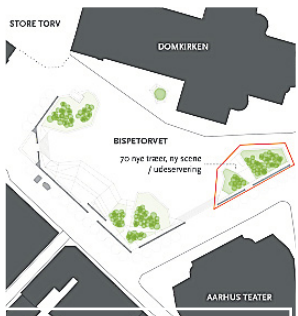 STORE TORV
DOMKIRKEN
BISPETORVET
70 nye træer, ny scene
/ udeservering
AARHUS TEATER